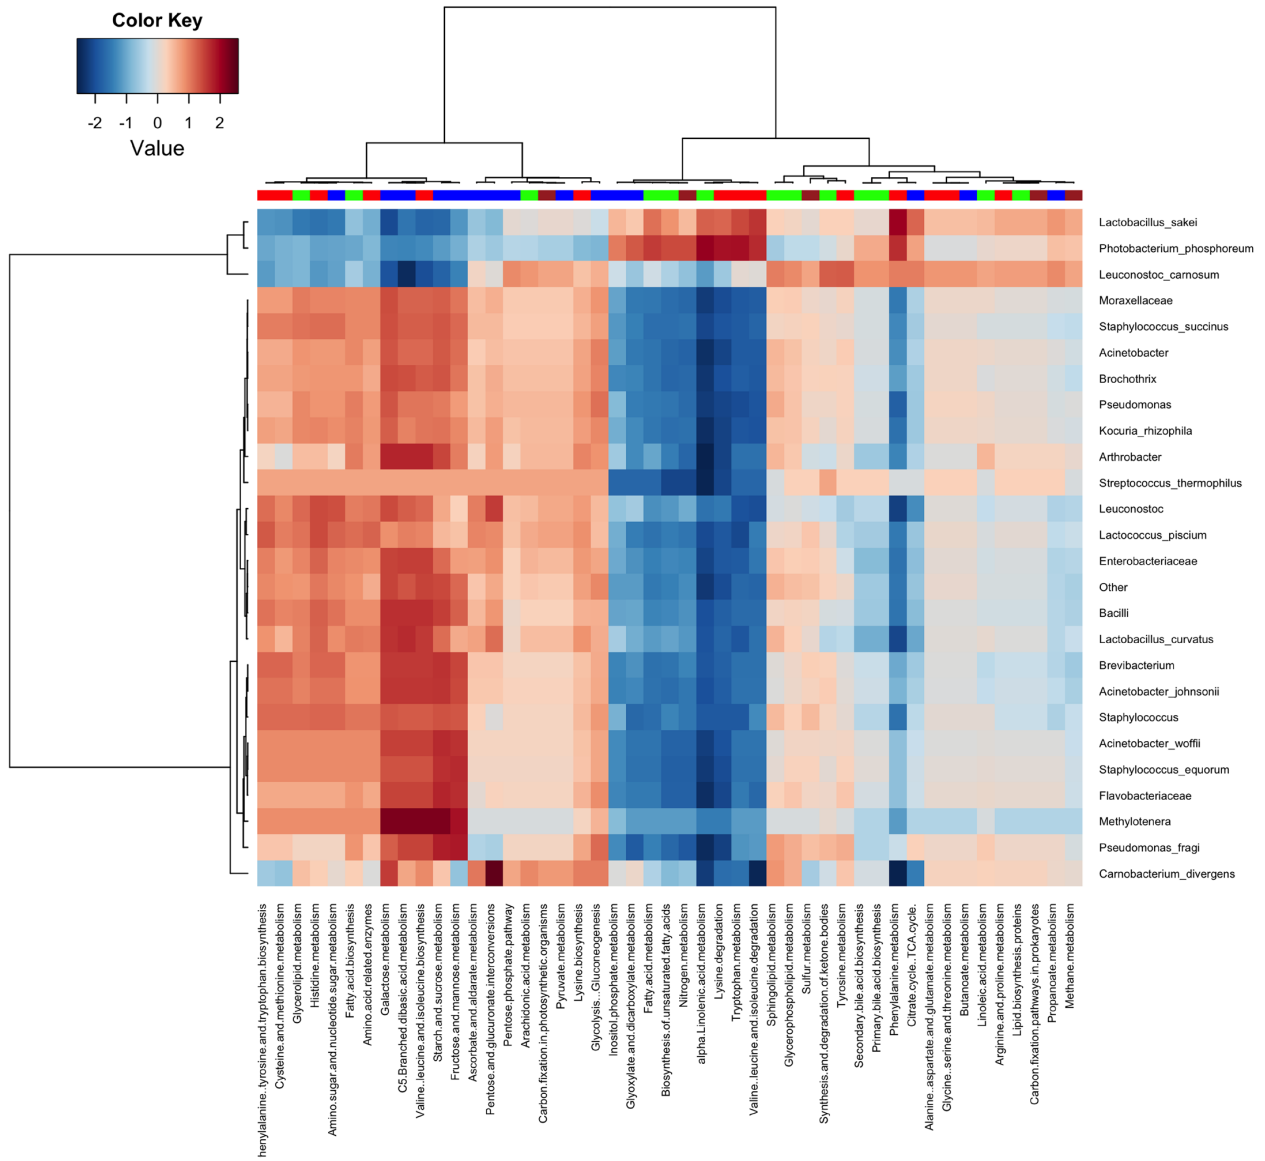 Color Key
-2 -1 0 1 2
Value
Lactobacillus_sakei
Photobacterium_phosphoreum
Leuconostoc_carnosum
Moraxellaceae
Staphylococcus_succinus
Acinetobacter
Brochothrix
Pseudomonas
Kocuria_rhizophila
Arthrobacter
Streptococcus_thermophilus
Leuconostoc
Lactococcus_piscium
Enterobacteriaceae
Other
Bacilli
Lactobacillus_curvatus
Brevibacterium
Acinetobacter_johnsonii
Staphylococcus
Acinetobacter_woffii
Staphylococcus_equorum
Flavobacteriaceae
Methylotenera
Pseudomonas_fragi
Carnobacterium_divergens
henylalanine..tyrosine.and.tryptophan.biosynthesis
Cysteine.and.methionine.metabolism
Glycerolipid.metabolism
Histidine.metabolism
Amino.sugar.and.nucleotide.sugar.metabolism
Fatty.acid.biosynthesis
Amino.acid.related.enzymes
Galactose.metabolism
C5.Branched.dibasic.acid.metabolism
Valine..leucine.and.isoleucine.biosynthesis
Starch.and.sucrose.metabolism
Fructose.and.mannose.metabolism
Ascorbate.and.aldarate.metabolism
Pentose.and.glucuronate.interconversions
Pentose.phosphate.pathway
Arachidonic.acid.metabolism
Carbon.fixation.in.photosynthetic.organisms
Pyruvate.metabolism
Lysine.biosynthesis
Glycolysis...Gluconeogenesis
Inositol.phosphate.metabolism
Glyoxylate.and.dicarboxylate.metabolism
Fatty.acid.metabolism
Biosynthesis.of.unsaturated.fatty.acids
Nitrogen.metabolism
alpha.Linolenic.acid.metabolism
Lysine.degradation
Tryptophan.metabolism
Valine..leucine.and.isoleucine.degradation
Sphingolipid.metabolism
Glycerophospholipid.metabolism
Sulfur.metabolism
Synthesis.and.degradation.of.ketone.bodies
Tyrosine.metabolism
Secondary.bile.acid.biosynthesis
Primary.bile.acid.biosynthesis
Phenylalanine.metabolism
Citrate.cycle..TCA.cycle.
Alanine..aspartate.and.glutamate.metabolism
Glycine..serine.and.threonine.metabolism
Butanoate.metabolism
Linoleic.acid.metabolism
Arginine.and.proline.metabolism
Lipid.biosynthesis.proteins
Carbon.fixation.pathways.in.prokaryotes
Propanoate.metabolism
Methane.metabolism